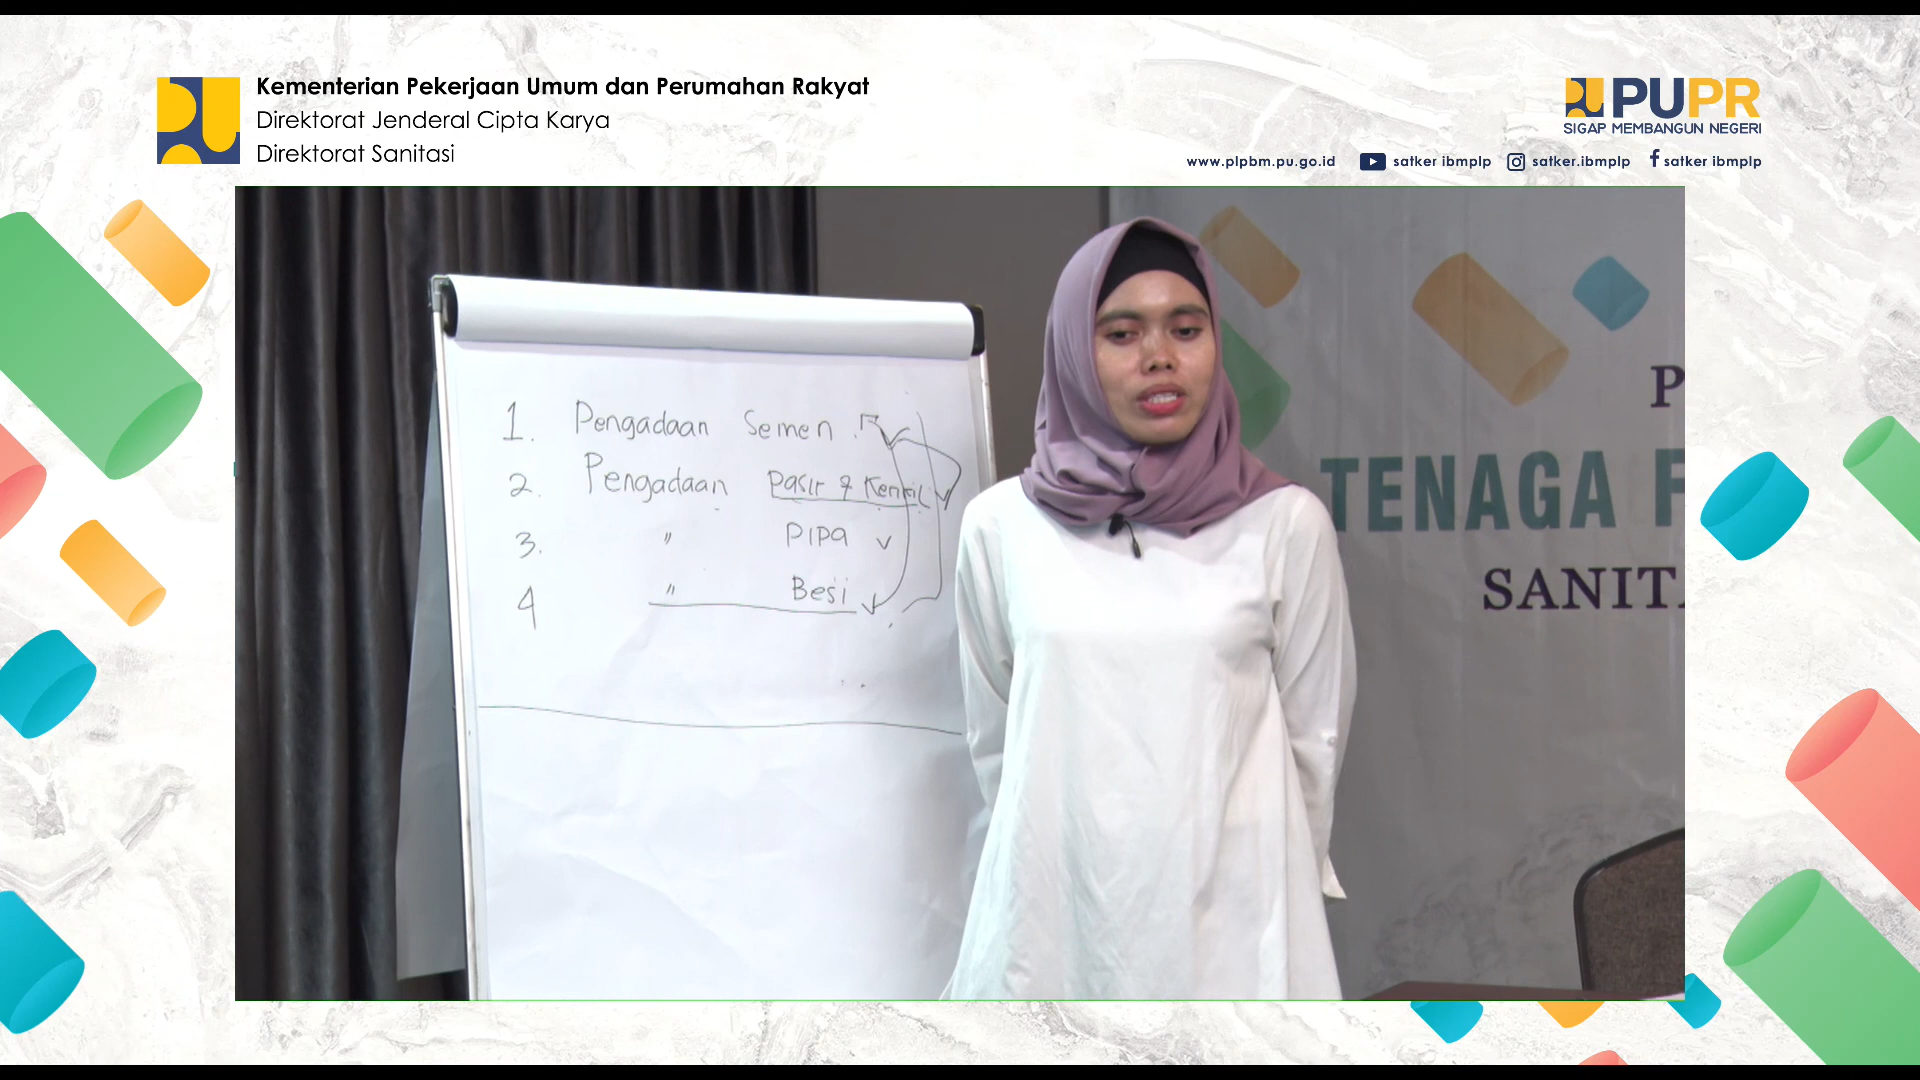 Kementerian Pekerjaan Umum dan Perumahan Rakyat
Direktorat Jenderal Cipta Karya
Direktorat Sanitasi
PUPR
SIGAP MEMBANGUN NEGERI
www.plpbm.pu.go.id satker ibmplp satker.ibmplp satker ibmplp
1. Pengadaan Semen
2. Pengadaan Pasir & Kerikil
3. " Pipa
4 " Besi
P
TENAGA F
SANIT